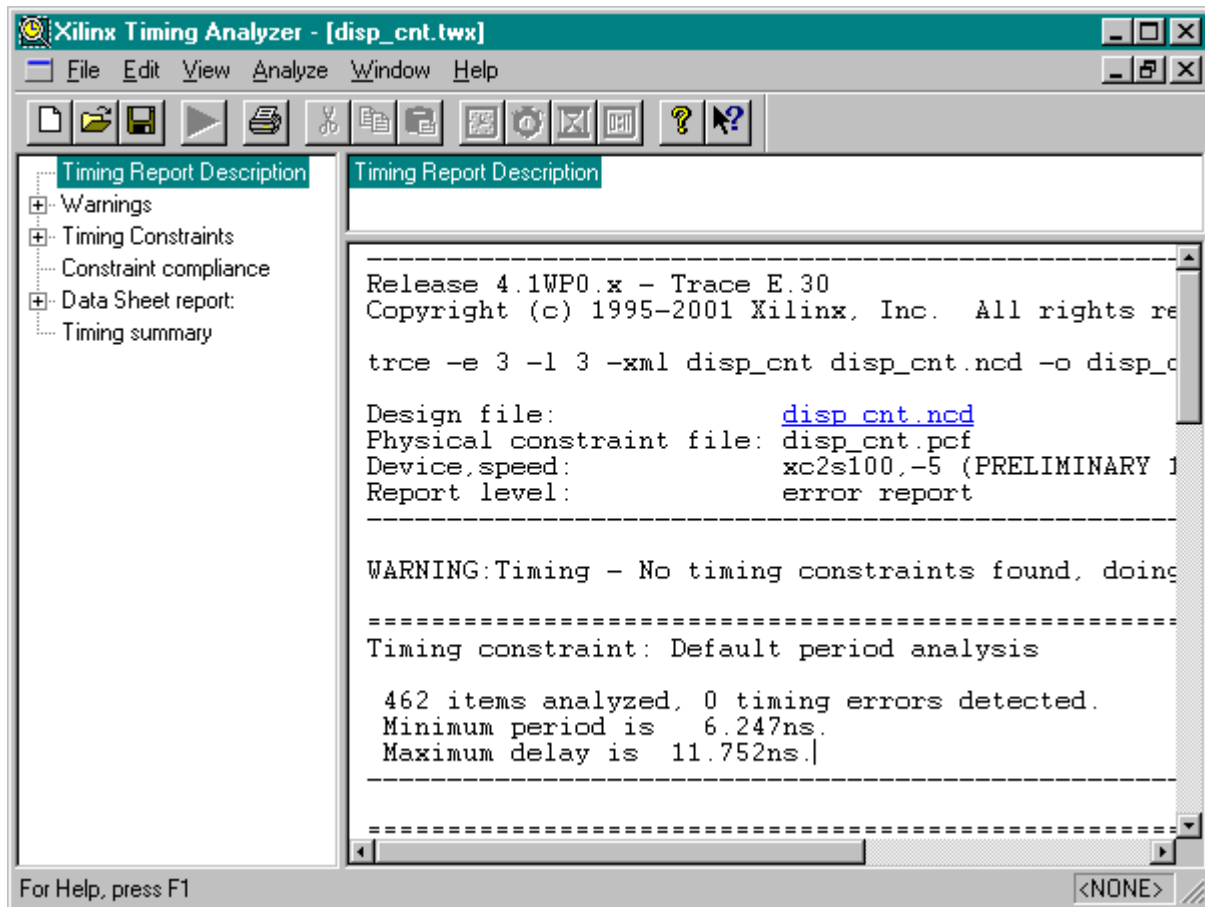 Xilinx Timing Analyzer - [disp_cnt.twx]
File Edit View Analyze Window Help
Timing Report Description
Warnings
Timing Constraints
Constraint compliance
Data Sheet report:
Timing summary
Timing Report Description
--------------------------------------------------
Release 4.1WP0.x - Trace E.30
Copyright (c) 1995-2001 Xilinx, Inc.  All rights re
trce -e 3 -l 3 -xml disp_cnt disp_cnt.ncd -o disp_c
Design file: disp_cnt.ncd
Physical constraint file: disp_cnt.pcf
Device,speed: xc2s100,-5 (PRELIMINARY 1
Report level: error report
--------------------------------------------------
WARNING:Timing - No timing constraints found, doing
==================================================
Timing constraint: Default period analysis
462 items analyzed, 0 timing errors detected.
Minimum period is   6.247ns.
Maximum delay is  11.752ns.
--------------------------------------------------
==================================================
For Help, press F1
<NONE>